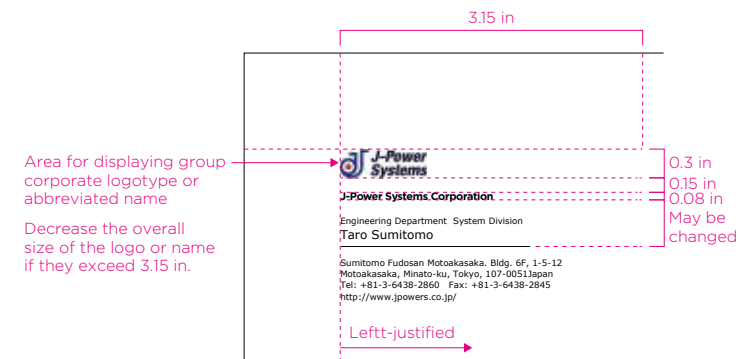 3.15 in
Area for displaying group
corporate logotype or
abbreviated name
Decrease the overall
size of the logo or name
if they exceed 3.15 in.
J-Power
Systems
J-Power Systems Corporation
Engineering Department System Division
Taro Sumitomo
Sumitomo Fudosan Motoakasaka. Bldg. 6F, 1-5-12
Motoakasaka, Minato-ku, Tokyo, 107-0051Japan
Tel: +81-3-6438-2860 Fax: +81-3-6438-2845
http://www.jpowers.co.jp/
0.3 in
0.15 in
0.08 in
May be
changed
Leftt-justified